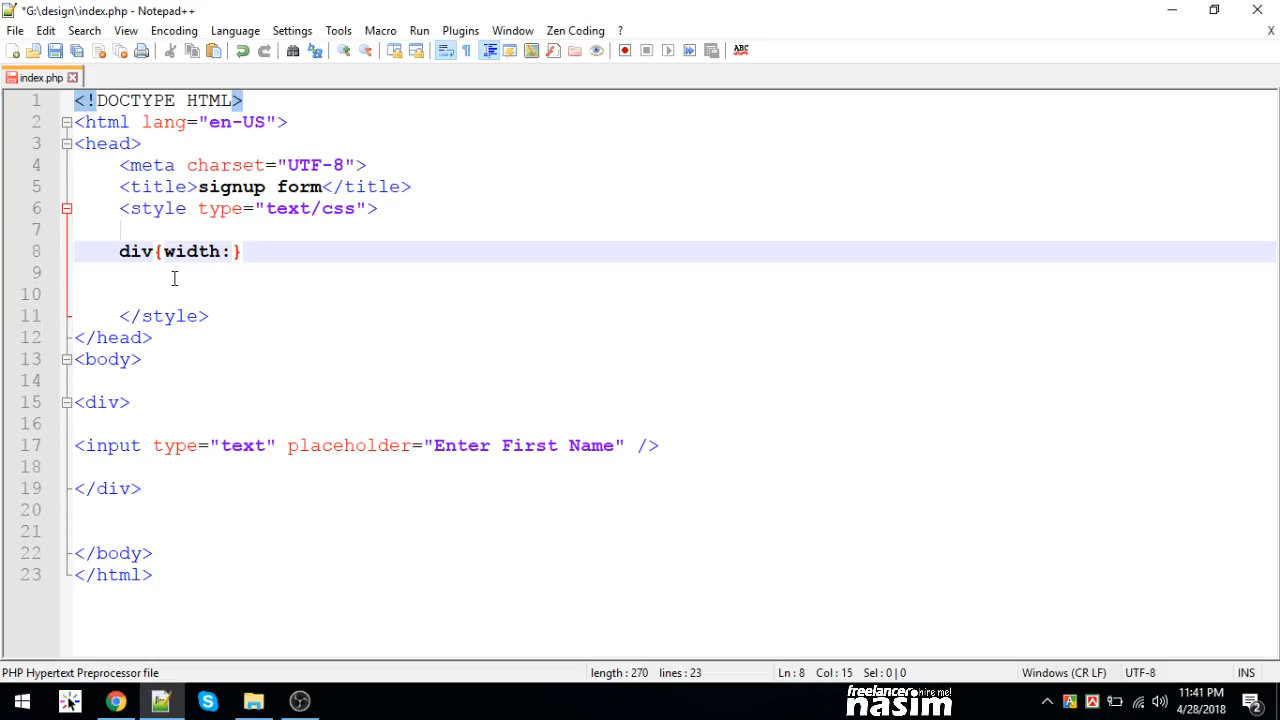 *G:\design\index.php - Notepad++
File Edit Search View Encoding Language Settings Tools Macro Run Plugins Window Zen Coding ? X
ABC
index.php
1 <!DOCTYPE HTML>
2 <html lang="en-US">
3 <head>
4 <meta charset="UTF-8">
5 <title>signup form</title>
6 <style type="text/css">
7
8 div{width:}
9
10
11 </style>
12 </head>
13 <body>
14
15 <div>
16
17 <input type="text" placeholder="Enter First Name" />
18
19 </div>
20
21
22 </body>
23 </html>
PHP Hypertext Preprocessor file length : 270 lines : 23 Ln : 8 Col : 15 Sel : 0 | 0 Windows (CR LF) UTF-8 INS
freelancer hire me!
nasim
11:41 PM
4/28/2018
2